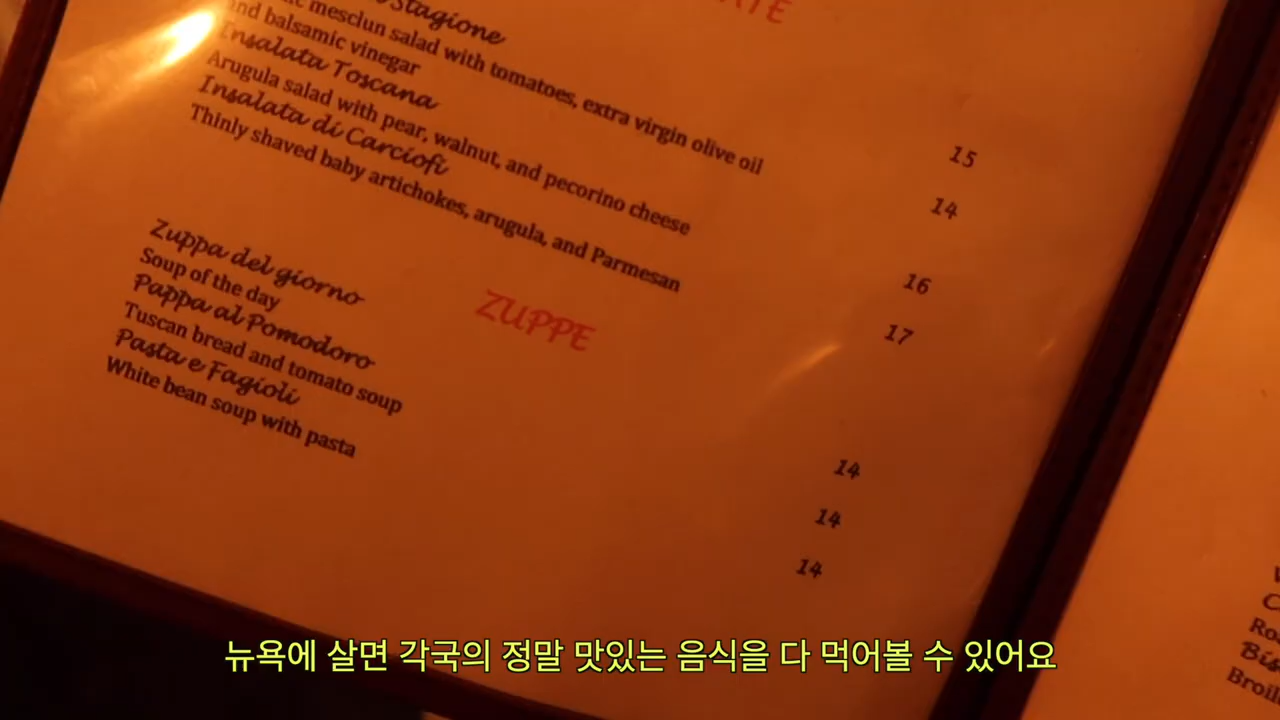 Stagione
mesclun salad with tomatoes, extra virgin olive oil
and balsamic vinegar
Insalata Toscana
Arugula salad with pear, walnut, and pecorino cheese
Insalata di Carciofi
Thinly shaved baby artichokes, arugula, and Parmesan
15
14
16
17
ZUPPE
Zuppa del giorno
Soup of the day
Pappa al Pomodoro
Tuscan bread and tomato soup
Pasta e Fagioli
White bean soup with pasta
14
14
14
뉴욕에 살면 각국의 정말 맛있는 음식을 다 먹어볼 수 있어요